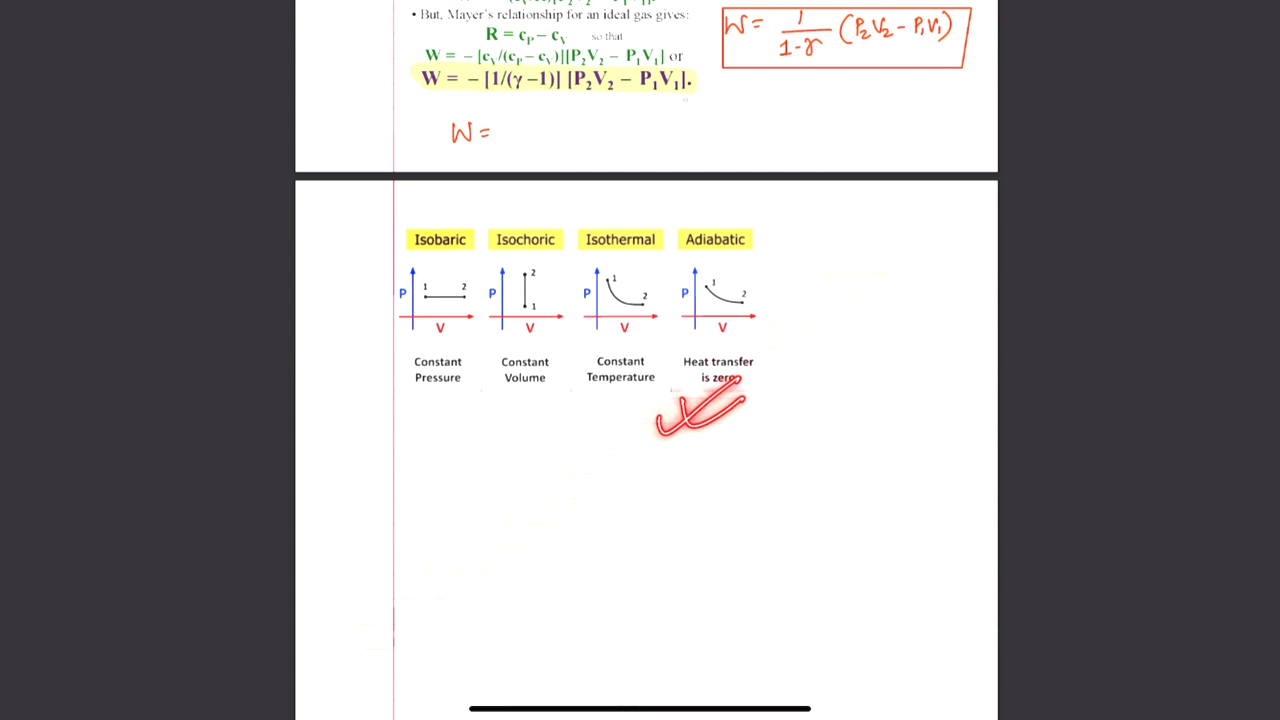 • But, Mayer's relationship for an ideal gas gives:
R = cP – cV so that
W = – [cV/(cP – cV)][P2V2 – P1V1] or
W = – [1/(γ –1)] [P2V2 – P1V1].
W = 1/1-γ (P2V2 - P1V1)
W =
Isobaric Isochoric Isothermal Adiabatic
P 1 2 V
P 2 1 V
P 1 2 V
P 1 2 V
Constant Pressure
Constant Volume
Constant Temperature
Heat transfer is zero